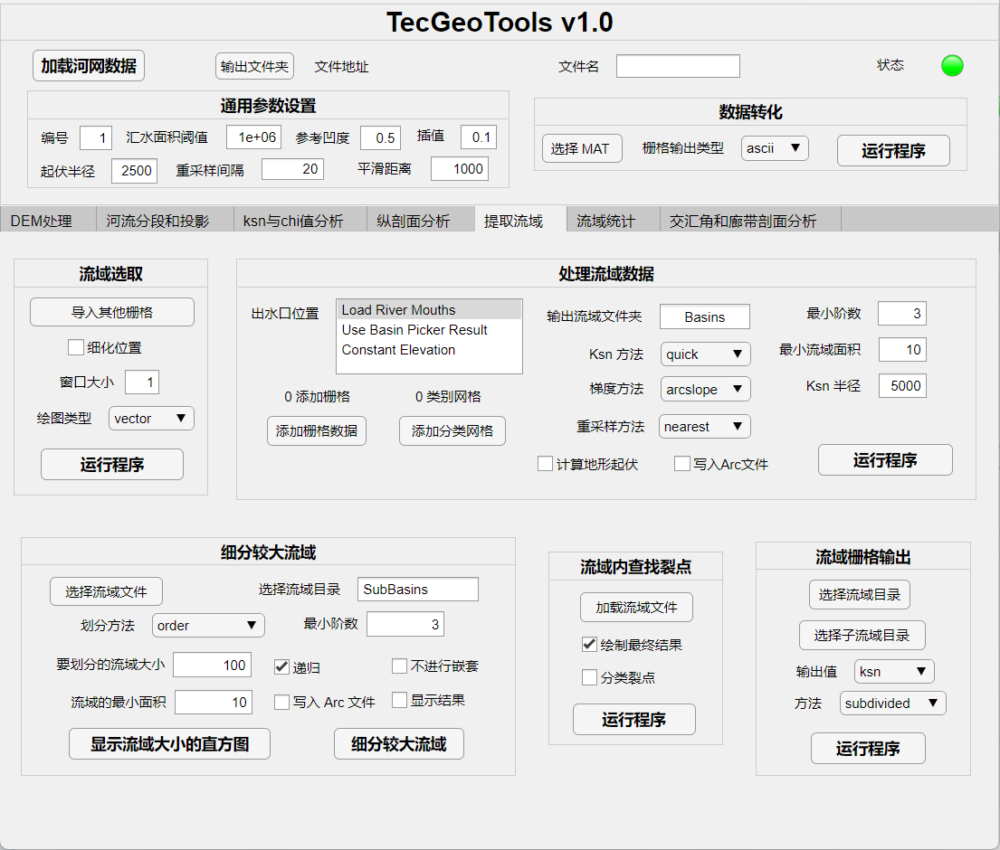 TecGeoTools v1.0
加载河网数据 输出文件夹 文件地址 文件名 状态
通用参数设置
编号 1 汇水面积阈值 1e+06 参考凹度 0.5 插值 0.1
起伏半径 2500 重采样间隔 20 平滑距离 1000
数据转化
选择 MAT 栅格输出类型 ascii 运行程序
DEM处理 河流分段和投影 ksn与chi值分析 纵剖面分析 提取流域 流域统计 交汇角和廊带剖面分析
流域选取
导入其他栅格
细化位置
窗口大小 1
绘图类型 vector
运行程序
处理流域数据
出水口位置
Load River Mouths
Use Basin Picker Result
Constant Elevation
0 添加栅格 0 类别网格
添加栅格数据 添加分类网格
输出流域文件夹 Basins
Ksn 方法 quick
梯度方法 arcslope
重采样方法 nearest
计算地形起伏 写入Arc文件
最小阶数 3
最小流域面积 10
Ksn 半径 5000
运行程序
细分较大流域
选择流域文件 选择流域目录 SubBasins
划分方法 order 最小阶数 3
要划分的流域大小 100 递归 不进行嵌套
流域的最小面积 10 写入 Arc 文件 显示结果
显示流域大小的直方图 细分较大流域
流域内查找裂点
加载流域文件
绘制最终结果
分类裂点
运行程序
流域栅格输出
选择流域目录
选择子流域目录
输出值 ksn
方法 subdivided
运行程序